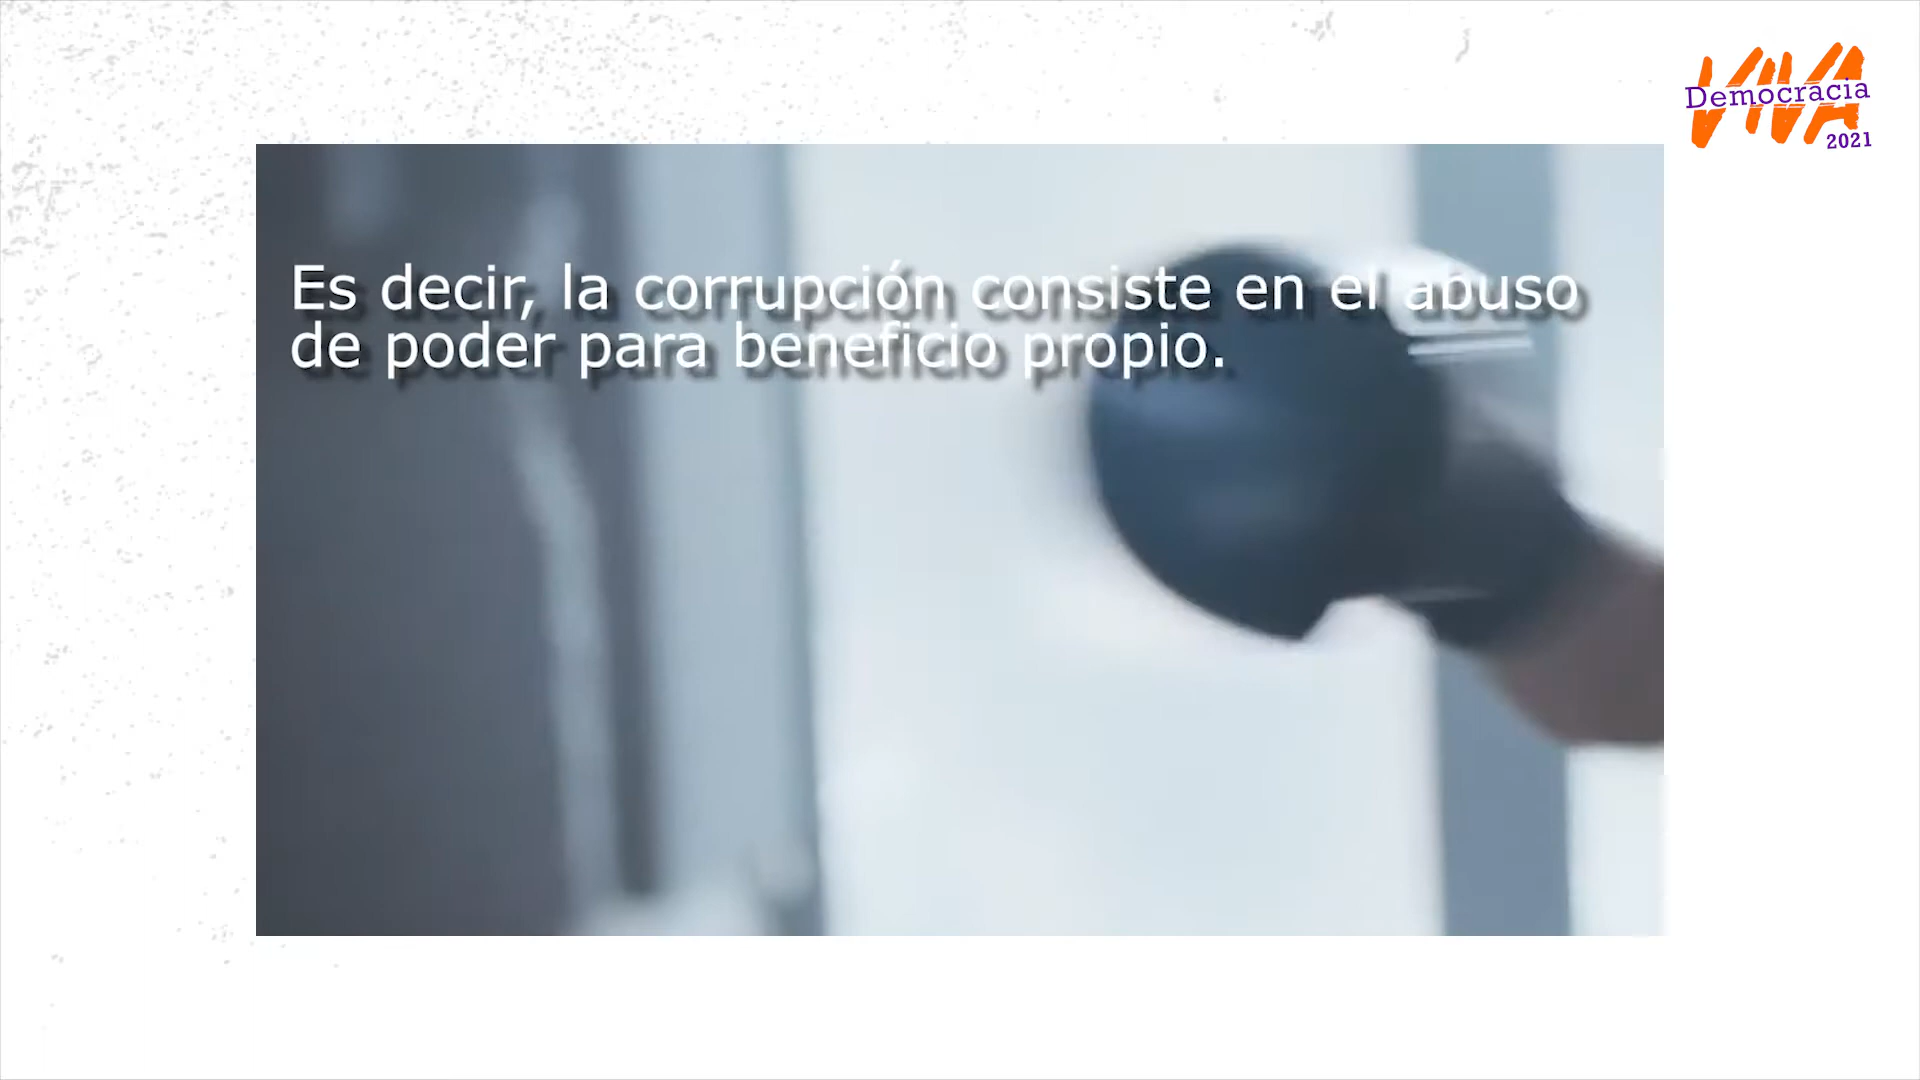 VIVA
Democracia
2021
Es decir, la corrupción consiste en el abuso
de poder para beneficio propio.